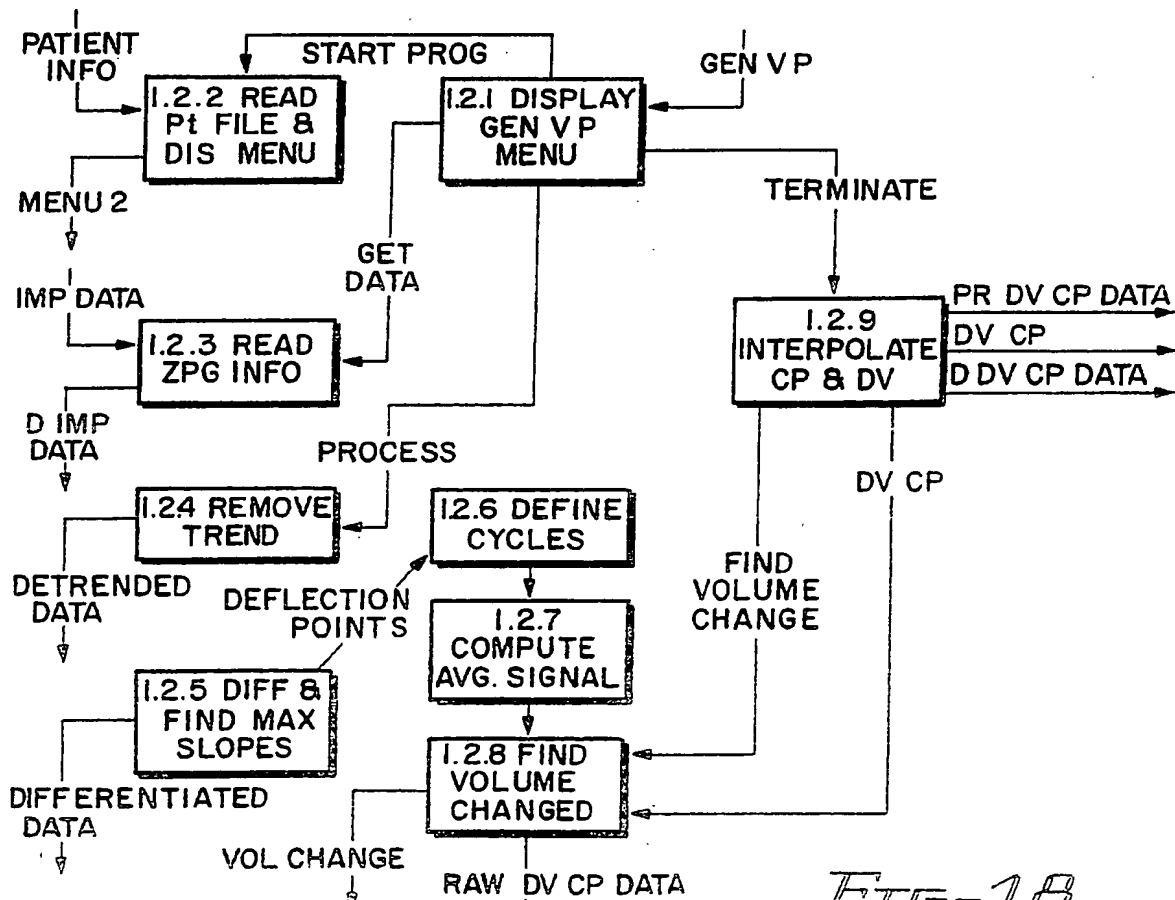 PATIENT
INFO
START PROG
GEN V P
1.2.2 READ
Pt FILE &
DIS MENU
1.2.1 DISPLAY
GEN V P
MENU
MENU 2
TERMINATE
GET
DATA
IMP DATA
1.2.3 READ
ZPG INFO
1.2.9
INTERPOLATE
CP & DV
PR DV CP DATA
DV CP
D DV CP DATA
D IMP
DATA
PROCESS
DV CP
1.2.4 REMOVE
TREND
1.2.6 DEFINE
CYCLES
FIND
VOLUME
CHANGE
DETRENDED
DATA
DEFLECTION
POINTS
1.2.7
COMPUTE
AVG. SIGNAL
1.2.5 DIFF &
FIND MAX
SLOPES
1.2.8 FIND
VOLUME
CHANGED
DIFFERENTIATED
DATA
VOL CHANGE
RAW DV CP DATA
FIG-18